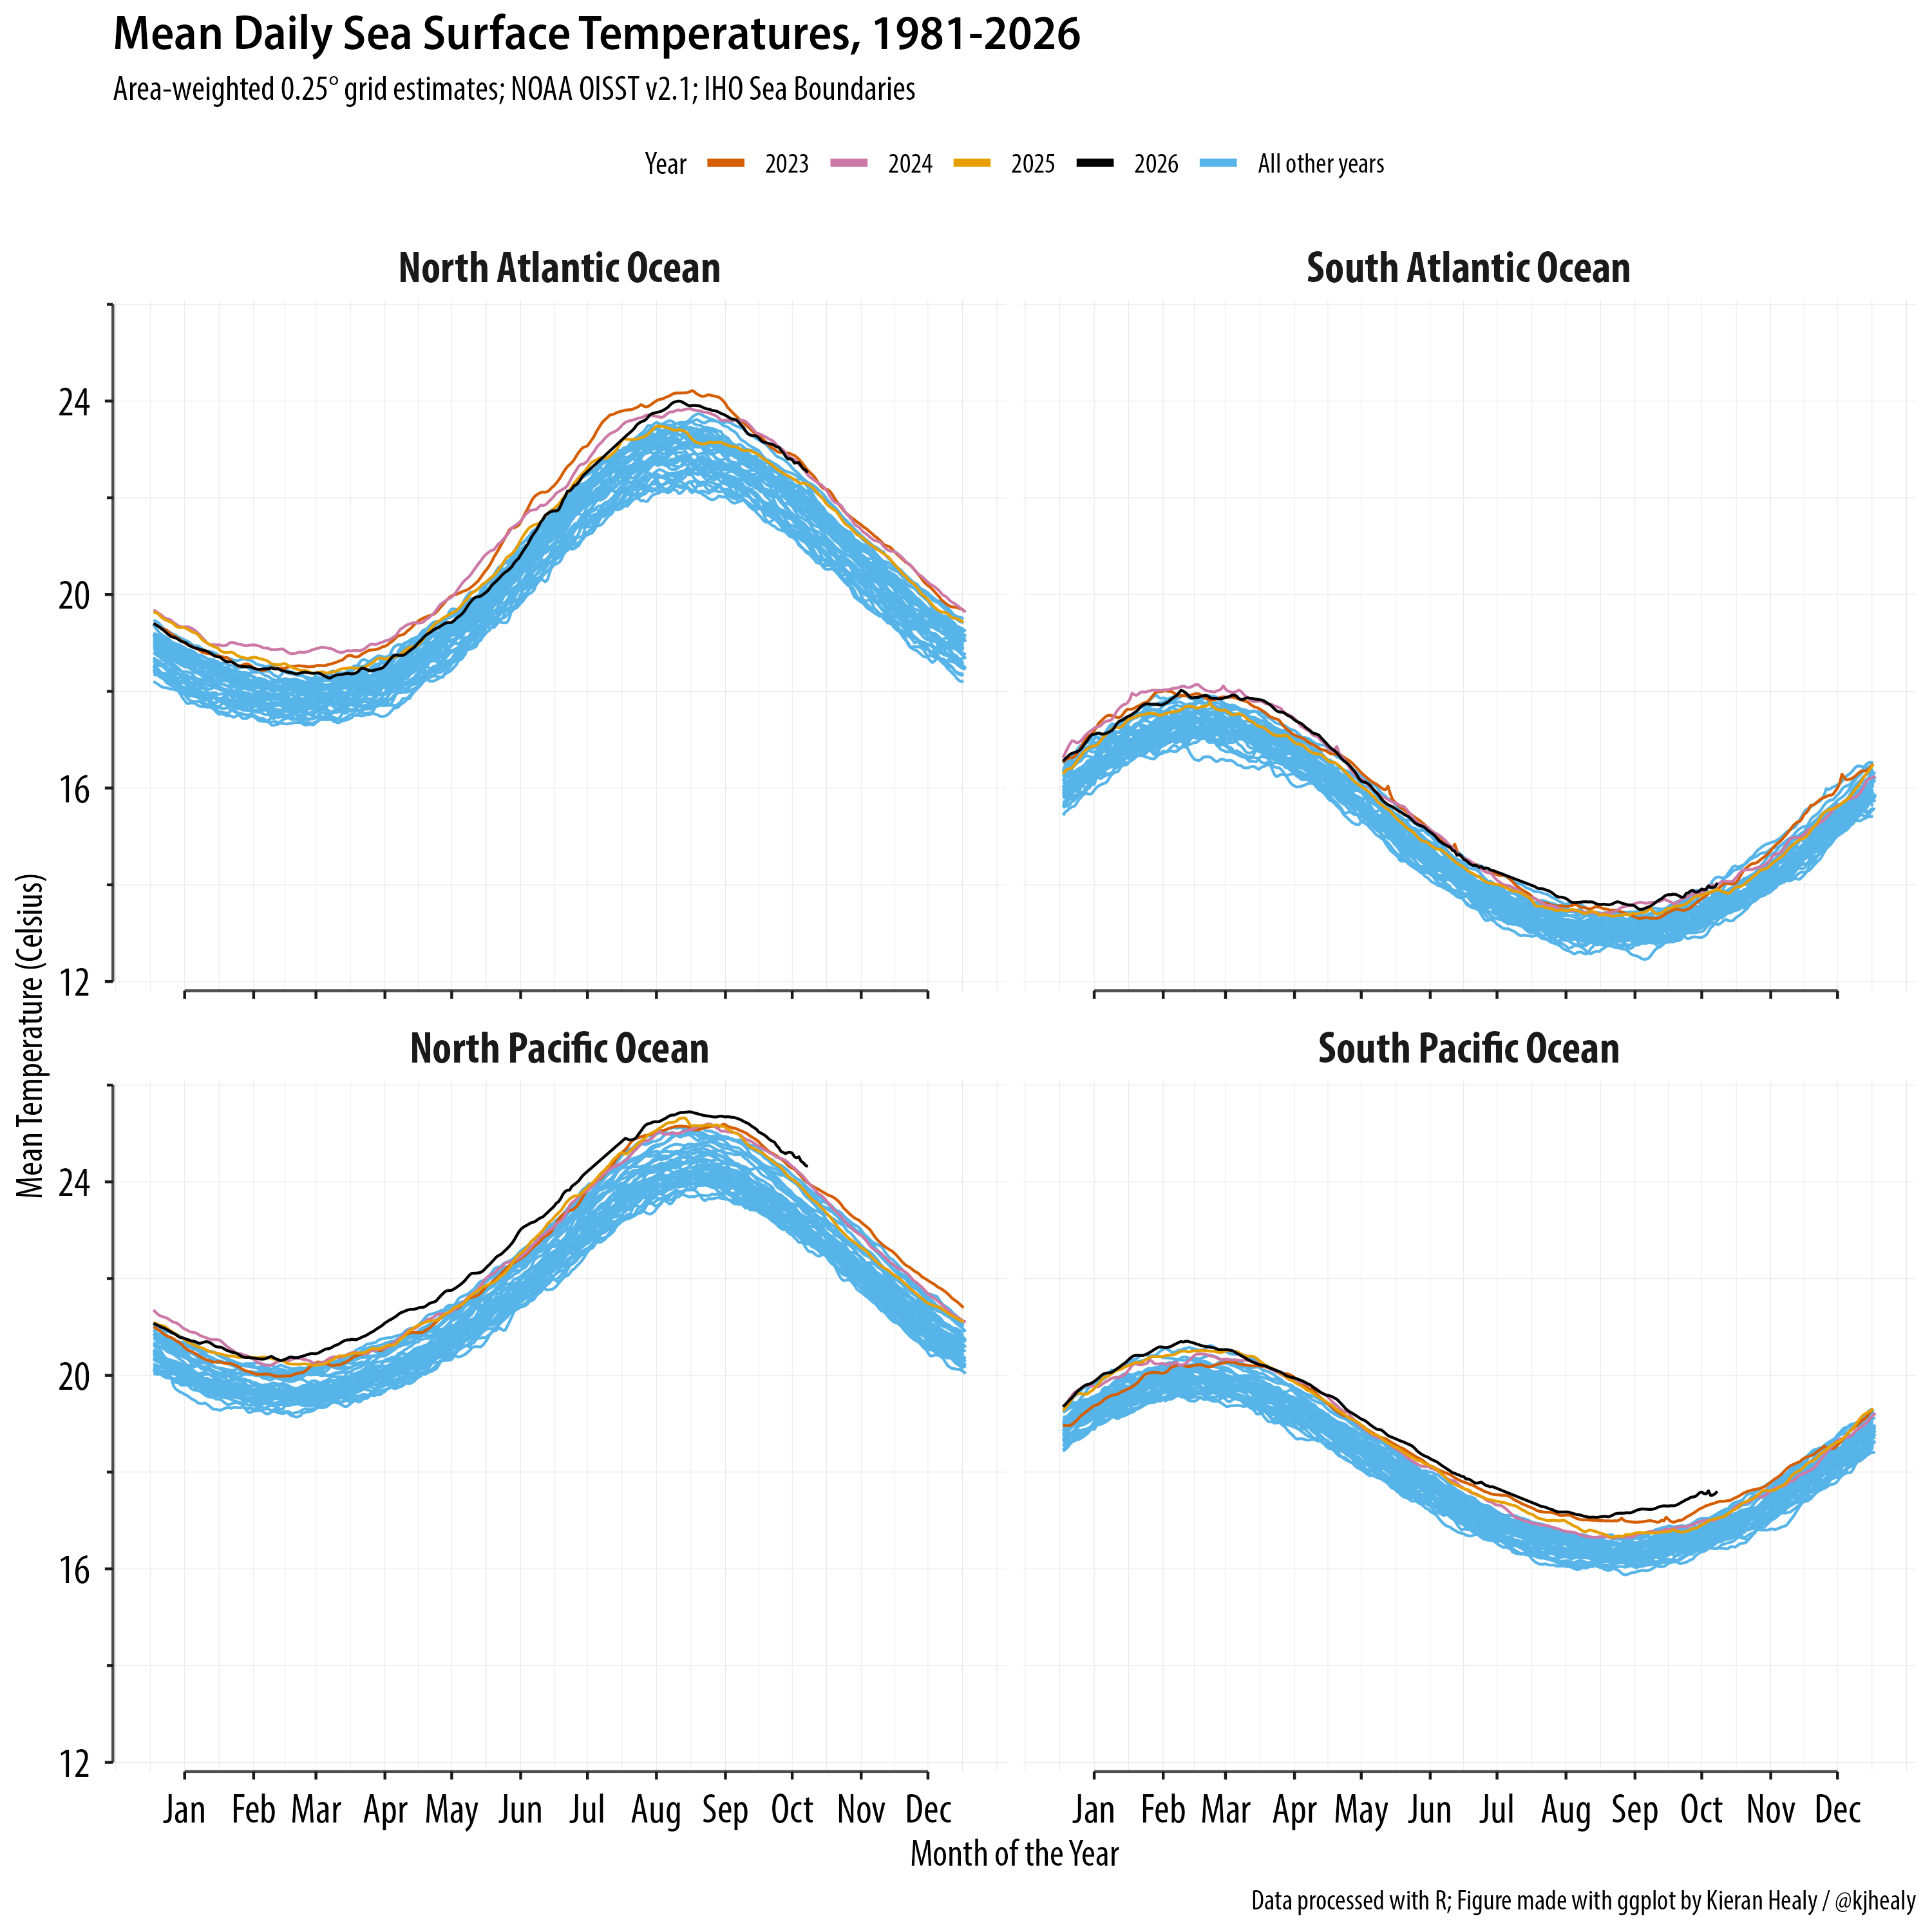 Mean Daily Sea Surface Temperatures, 1981-2026
Area-weighted 0.25° grid estimates; NOAA OISST v2.1; IHO Sea Boundaries
Year 2023 2024 2025 2026 All other years
North Atlantic Ocean
South Atlantic Ocean
24
20
16
12
North Pacific Ocean
South Pacific Ocean
24
20
16
12
Mean Temperature (Celsius)
Jan Feb Mar Apr May Jun Jul Aug Sep Oct Nov Dec
Jan Feb Mar Apr May Jun Jul Aug Sep Oct Nov Dec
Month of the Year
Data processed with R; Figure made with ggplot by Kieran Healy / @kjhealy